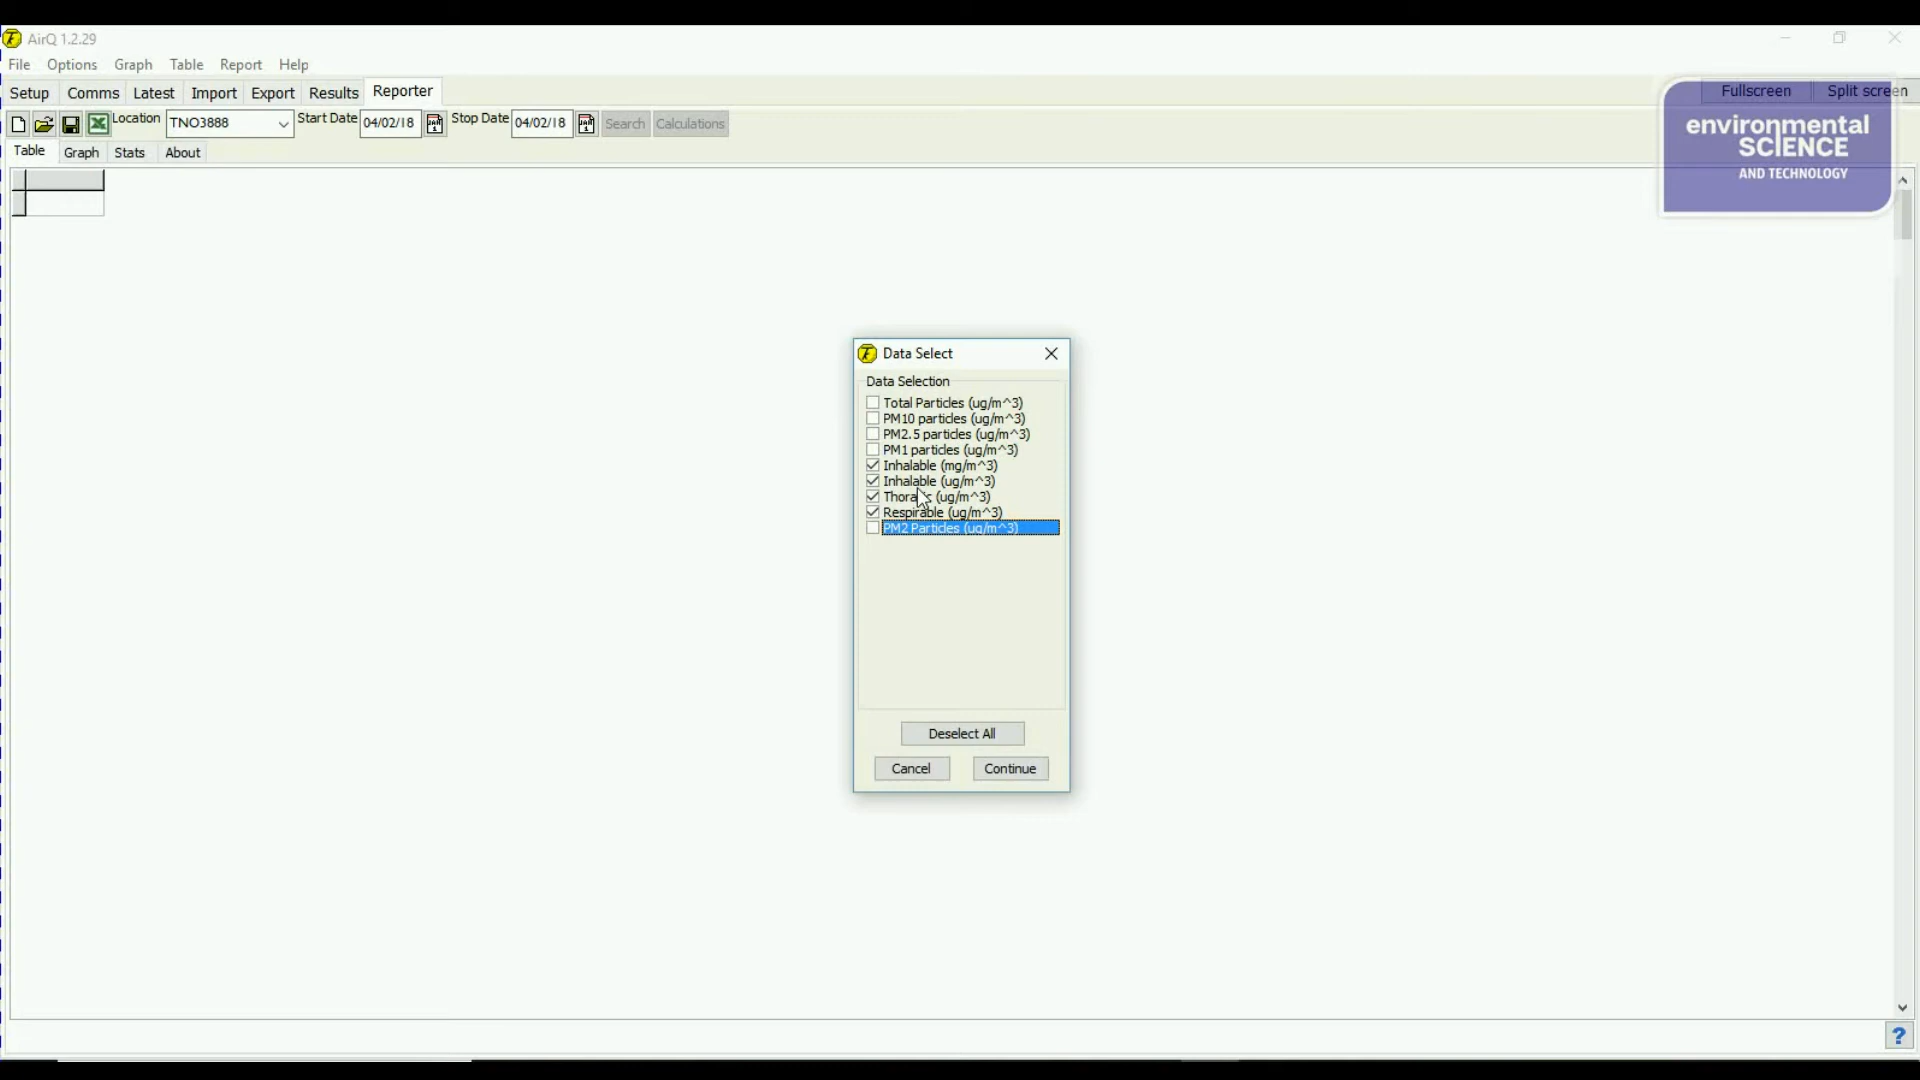 AirQ 1.2.29
File Options Graph Table Report Help
Setup Comms Latest Import Export Results Reporter
Fullscreen Split screen
Location TNO3888 Start Date 04/02/18 Stop Date 04/02/18 Search Calculations
Table Graph Stats About
environmental
SCIENCE
AND TECHNOLOGY
Data Select
Data Selection
Total Particles (ug/m^3)
PM10 particles (ug/m^3)
PM2.5 particles (ug/m^3)
PM1 particles (ug/m^3)
Inhalable (mg/m^3)
Inhalable (ug/m^3)
(ug/m^3)
Respirable (ug/m^3)
PM2 Particles (ug/m^3)
Deselect All
Cancel Continue
?